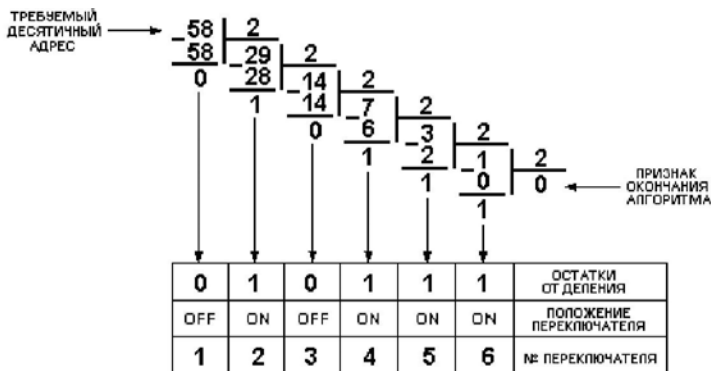 ТРЕБУЕМЫЙ
ДЕСЯТИЧНЫЙ
АДРЕС
-58 2
58 -29 2
0 28 -14 2
1 14 -7 2
0 6 -3 2
1 2 -1 2
1 0 0
1
ПРИЗНАК
ОКОНЧАНИЯ
АЛГОРИТМА
0 1 0 1 1 1 ОСТАТКИ ОТ ДЕЛЕНИЯ
OFF ON OFF ON ON ON ПОЛОЖЕНИЕ ПЕРЕКЛЮЧАТЕЛЯ
1 2 3 4 5 6 № ПЕРЕКЛЮЧАТЕЛЯ